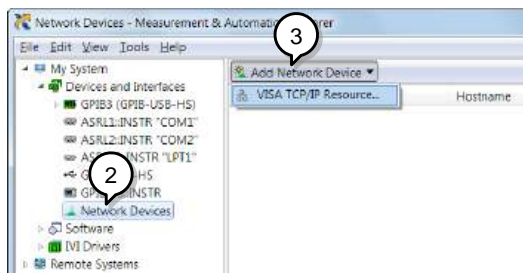 Network Devices - Measurement & Automation
3
File Edit View Tools Help
My System
Add Network Device
Devices and Interfaces
VISA TCP/IP Resource...
Hostname
GPIB3 (GPIB-USB-HS)
ASRL1::INSTR "COM1"
ASRL2::INSTR "COM2"
INSTR "LPT1"
2
INSTR
Network Devices
Software
IVI Drivers
Remote Systems